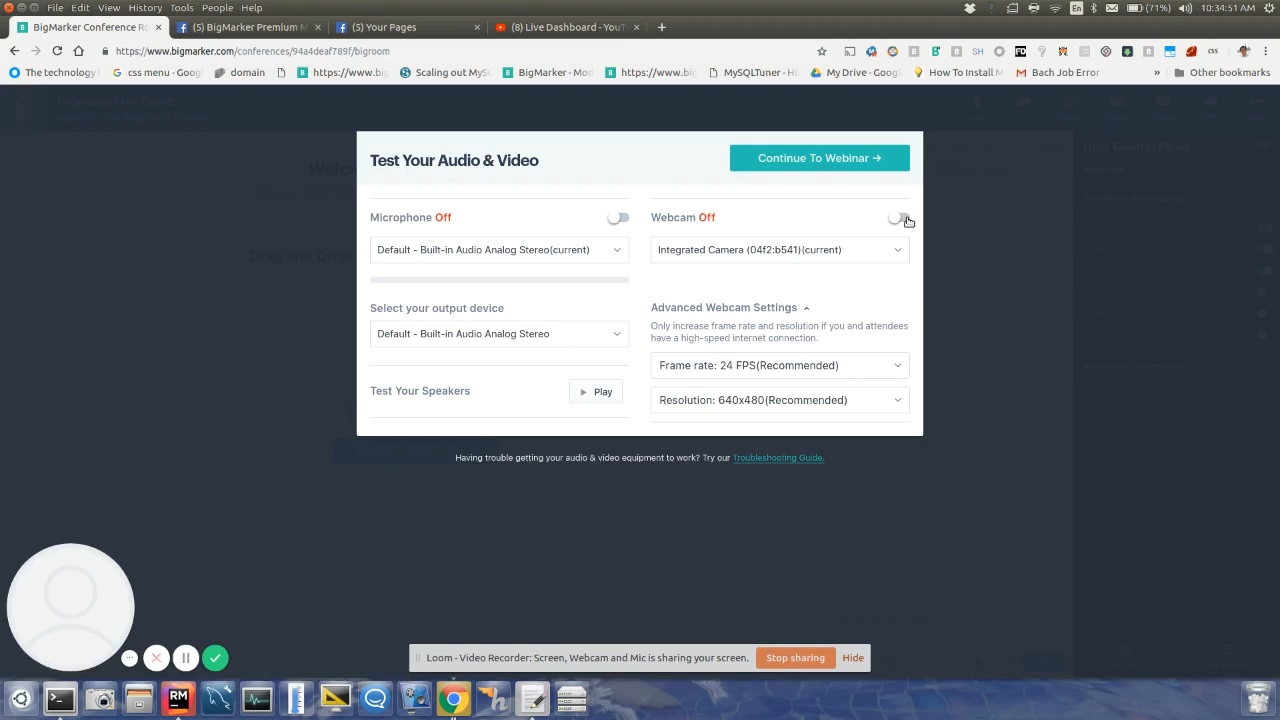 File Edit View History Tools People Help
En (71%) 10:34:51 AM
BigMarker Conference Ro
(5) BigMarker Premium M
(5) Your Pages
(8) Live Dashboard - YouT
https://www.bigmarker.com/conferences/94a4deaf789f/bigroom
The technology
css menu - Goog
domain
https://www.big
Scaling out MyS
BigMarker - Mod
https://www.big
MySQLTuner - H
My Drive - Goog
How To Install M
Bach Job Error -
» Other bookmarks
Host Control Panel
Test Your Audio & Video
Continue To Webinar →
Microphone Off
Webcam Off
Default - Built-in Audio Analog Stereo(current)
Integrated Camera (04f2:b541)(current)
Select your output device
Advanced Webcam Settings
Only increase frame rate and resolution if you and attendees
have a high-speed internet connection.
Default - Built-in Audio Analog Stereo
Frame rate: 24 FPS(Recommended)
Test Your Speakers
Play
Resolution: 640x480(Recommended)
Having trouble getting your audio & video equipment to work? Try our Troubleshooting Guide.
Loom - Video Recorder: Screen, Webcam and Mic is sharing your screen.
Stop sharing
Hide
RM